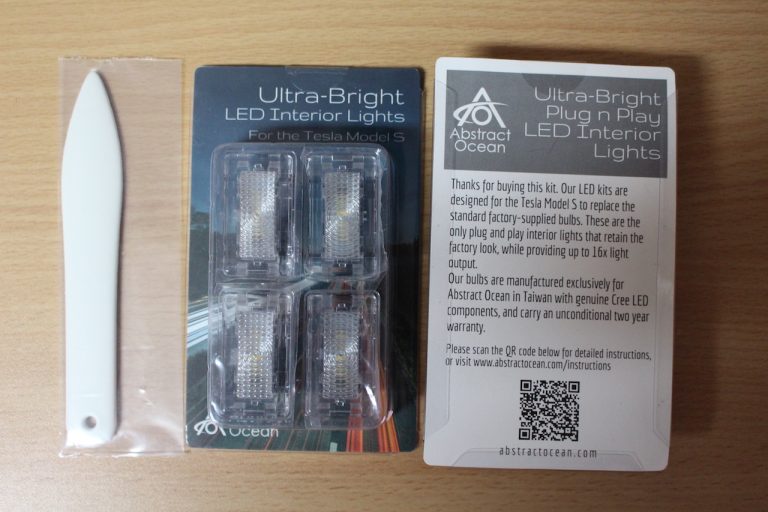 Ultra-Bright
LED Interior Lights
For the Tesla Model S
Ocean
Abstract
Ocean
Ultra-Bright
Plug n Play
LED Interior
Lights
Thanks for buying this kit. Our LED kits are
designed for the Tesla Model S to replace the
standard factory-supplied bulbs. These are the
only plug and play interior lights that retain the
factory look, while providing up to 16x light
output.
Our bulbs are manufactured exclusively for
Abstract Ocean in Taiwan with genuine Cree LED
components, and carry an unconditional two year
warranty.
Please scan the QR code below for detailed instructions,
or visit www.abstractocean.com/instructions
abstractocean.com